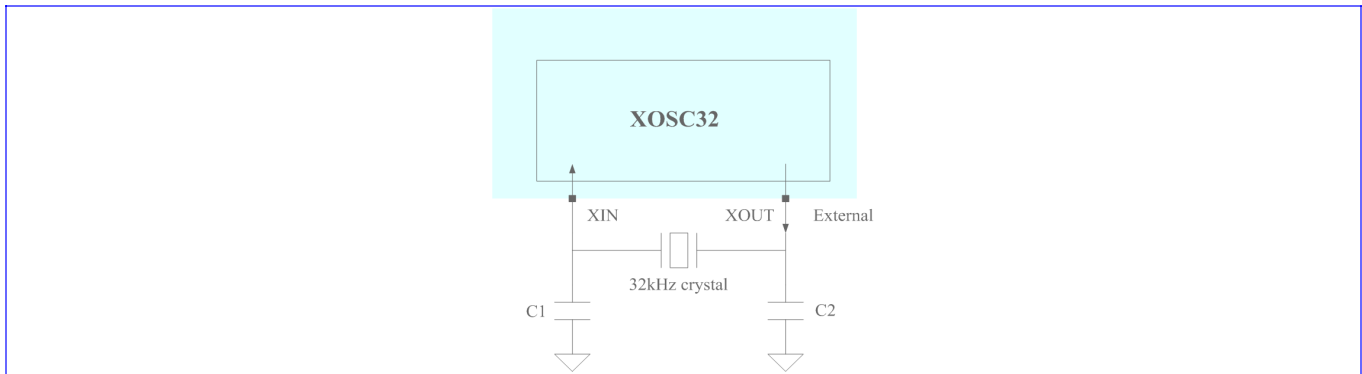 XOSC32
XIN
XOUT
External
32kHz crystal
C1
C2